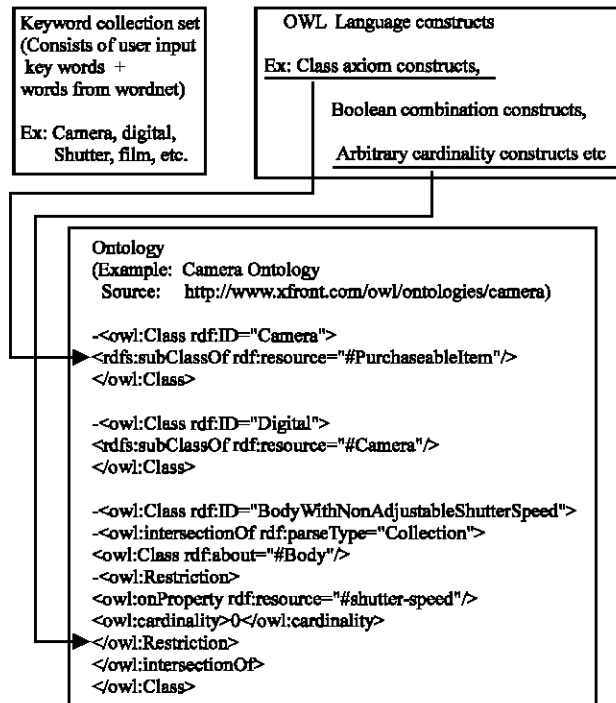 Keyword collection set
(Consists of user input
key words +
words from wordnet)
Ex: Camera, digital,
Shutter, film, etc.
OWL Language constructs
Ex: Class axiom constructs,
Boolean combination constructs,
Arbitrary cardinality constructs etc
Ontology
(Example: Camera Ontology
Source: http://www.xfront.com/owl/ontologies/camera)
-<owl:Class rdf:ID="Camera">
<rdfs:subClassOf rdf:resource="#PurchaseableItem"/>
</owl:Class>
-<owl:Class rdf:ID="Digital">
<rdfs:subClassOf rdf:resource="#Camera"/>
</owl:Class>
-<owl:Class rdf:ID="BodyWithNonAdjustableShutterSpeed">
-<owl:intersectionOf rdf:parseType="Collection">
<owl:Class rdf:about="#Body"/>
-<owl:Restriction>
<owl:onProperty rdf:resource="#shutter-speed"/>
<owl:cardinality>0</owl:cardinality>
</owl:Restriction>
</owl:intersectionOf>
</owl:Class>